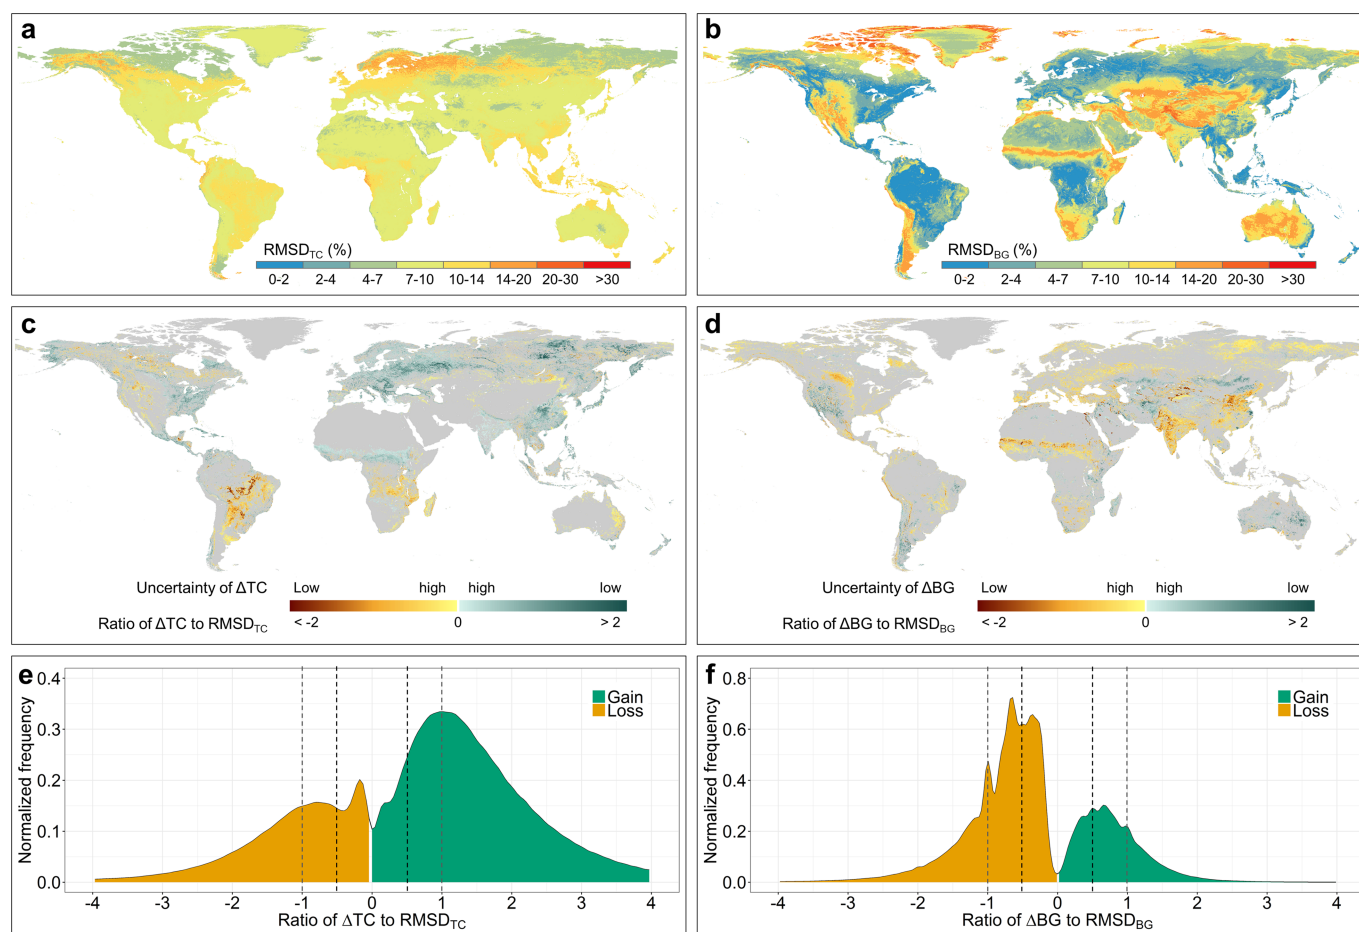 a
RMSD_TC (%)
0-2 2-4 4-7 7-10 10-14 14-20 20-30 >30
b
RMSD_BG (%)
0-2 2-4 4-7 7-10 10-14 14-20 20-30 >30
c
Uncertainty of ΔTC Low high high low
Ratio of ΔTC to RMSD_TC < -2 0 > 2
d
Uncertainty of ΔBG Low high high low
Ratio of ΔBG to RMSD_BG < -2 0 > 2
e
Normalized frequency
0.4
0.3
0.2
0.1
0.0
Gain
Loss
-4 -3 -2 -1 0 1 2 3 4
Ratio of ΔTC to RMSD_TC
f
Normalized frequency
0.8
0.6
0.4
0.2
0.0
Gain
Loss
-4 -3 -2 -1 0 1 2 3 4
Ratio of ΔBG to RMSD_BG